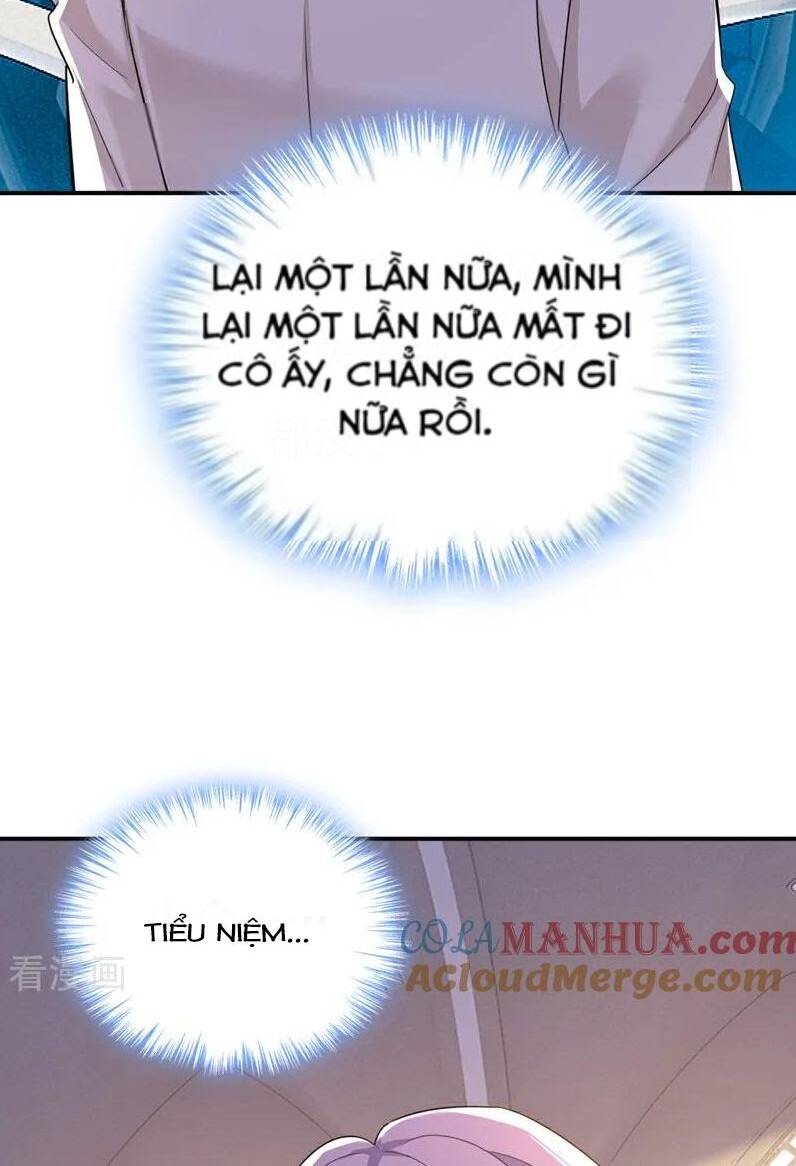 LẠI MỘT LẦN NỮA, MÌNH
LẠI MỘT LẦN NỮA MẤT ĐI
CÔ ẤY, CHẲNG CÒN GÌ
NỮA RỒI.
TIỂU NIỆM...
COLAMANHUA.com
AcloudMerge.com
看漫画